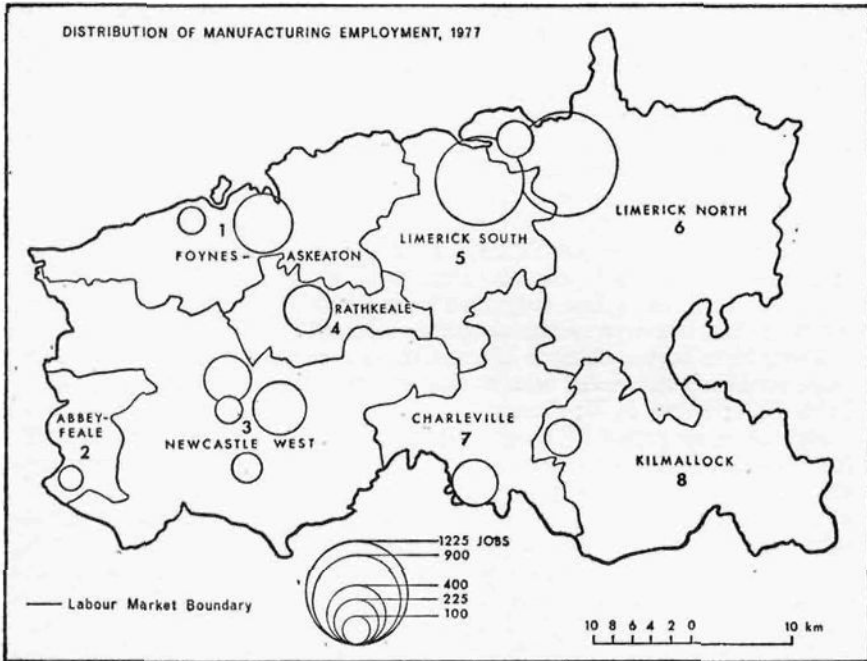 DISTRIBUTION OF MANUFACTURING EMPLOYMENT, 1977
LIMERICK NORTH
6
1
FOYNES- ASKEATON
LIMERICK SOUTH
5
RATHKEALE
4
ABBEY-
FEALE
2
3
NEWCASTLE WEST
CHARLEVILLE
7
KILMALLOCK
8
1225 JOBS
900
400
225
100
Labour Market Boundary
10 8 6 4 2 0 10 km